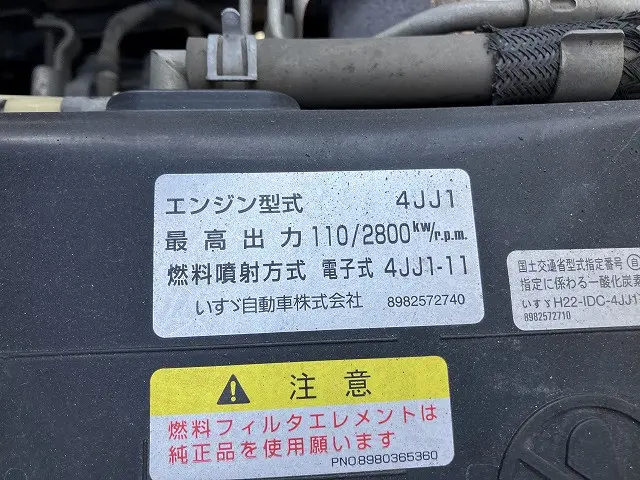 エンジン型式 4JJ1
最高出力 110/2800kw/r.p.m.
燃料噴射方式 電子式 4JJ1-11
いすゞ自動車株式会社 8982572740
国土交通省型式指定番号 自
指定に係わる一酸化炭素
いすゞH22-IDC-4JJ1
8982572710
注意
燃料フィルタエレメントは
純正品を使用願います
PNO8980365360